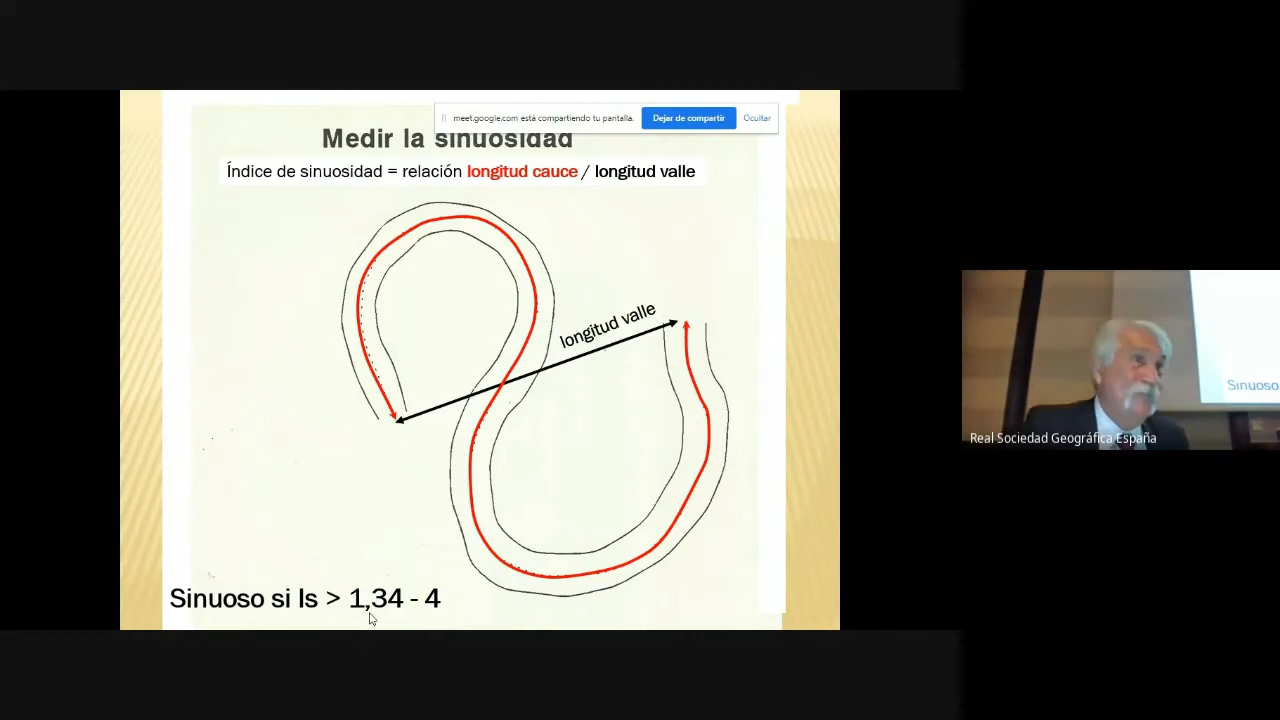 meet.google.com está compartiendo tu pantalla.
Dejar de compartir
Ocultar
Medir la sinuosidad
Índice de sinuosidad = relación longitud cauce / longitud valle
longitud valle
Sinuoso si Is > 1,34 - 4
Sinuoso
Real Sociedad Geográfica España